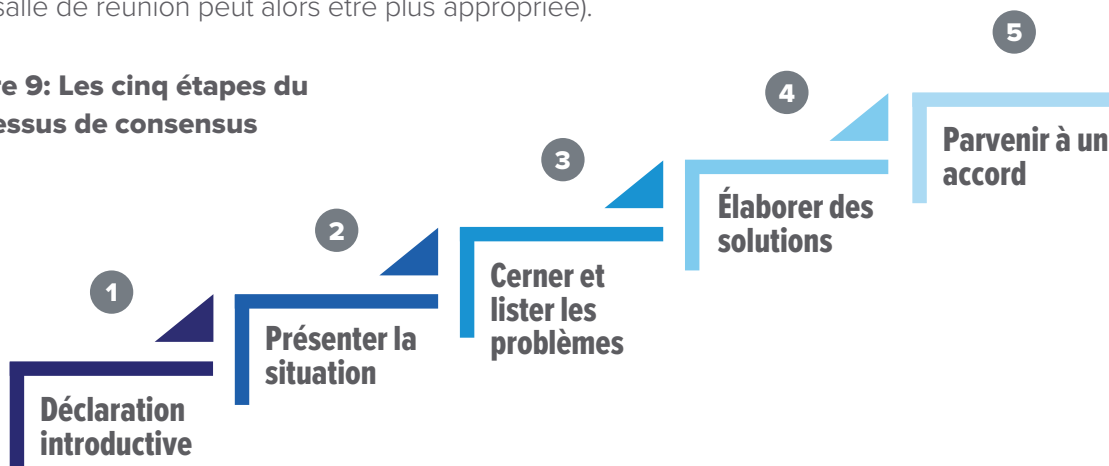 salle de réunion peut alors être plus appropriée).
re 9: Les cinq étapes du
essus de consensus
1
Déclaration
introductive
2
Présenter la
situation
3
Cerner et
lister les
problèmes
4
Élaborer des
solutions
5
Parvenir à un
accord